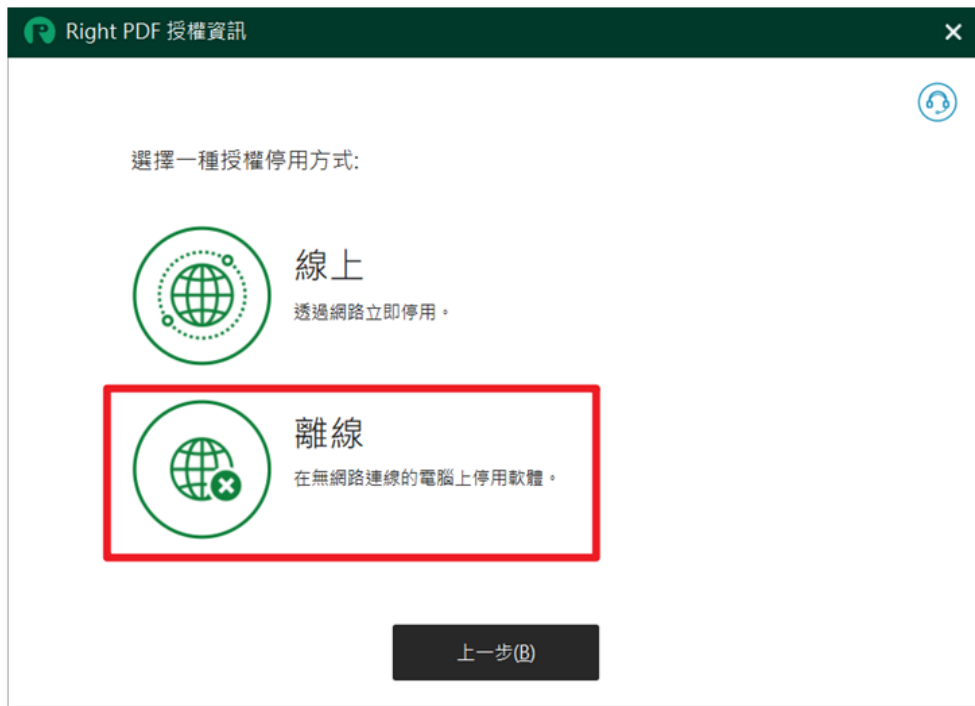 Right PDF 授權資訊
選擇一種授權停用方式:
線上
透過網路立即停用。
離線
在無網路連線的電腦上停用軟體。
上一步(B)